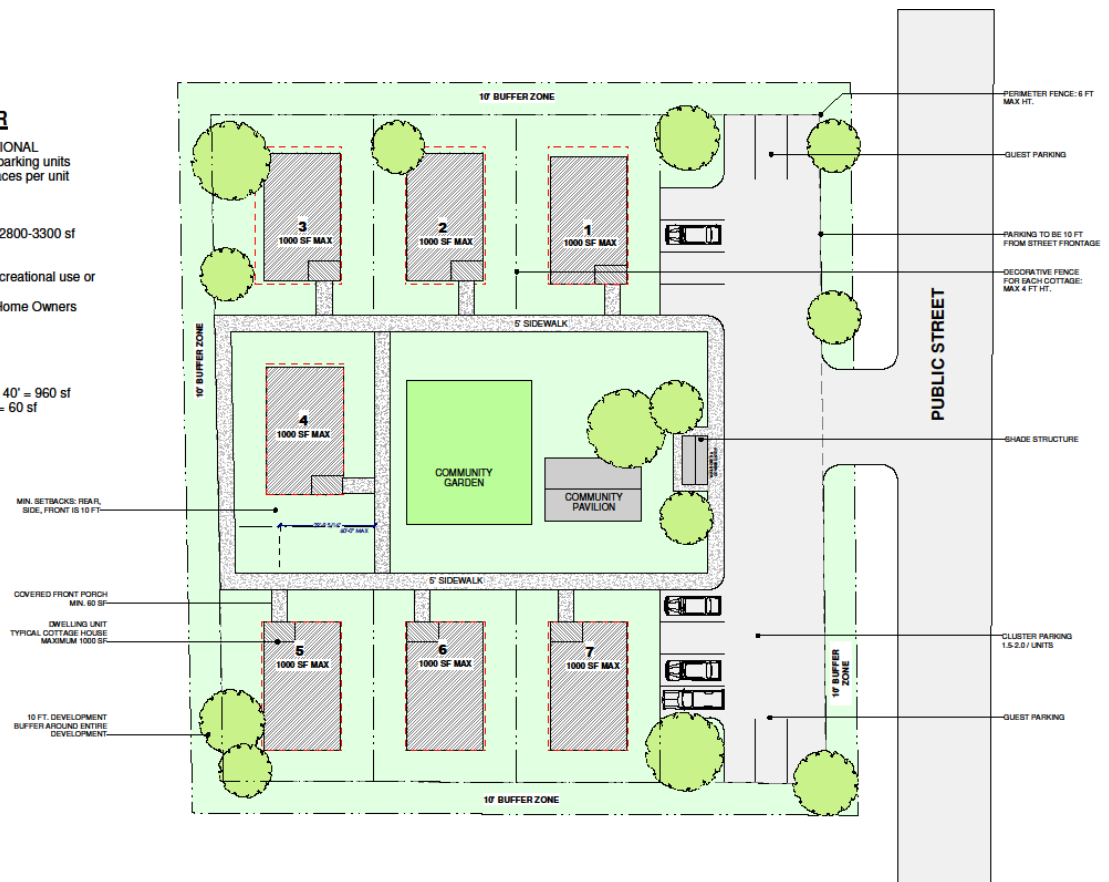 R
IONAL
parking units
aces per unit
2800-3300 sf
creational use or
Home Owners
40' = 960 sf
= 60 sf
10' BUFFER ZONE
PERIMETER FENCE: 6 FT
MAX HT.
GUEST PARKING
3
1000 SF MAX
2
1000 SF MAX
1
1000 SF MAX
PARKING TO BE 10 FT
FROM STREET FRONTAGE
DECORATIVE FENCE
FOR EACH COTTAGE:
MAX 4 FT HT.
5' SIDEWALK
10' BUFFER ZONE
PUBLIC STREET
4
1000 SF MAX
COMMUNITY
GARDEN
COMMUNITY
PAVILION
SHADE STRUCTURE
MIN. SETBACKS: REAR,
SIDE, FRONT IS 10 FT
60'-0" MAX
5' SIDEWALK
COVERED FRONT PORCH
MIN. 60 SF
DWELLING UNIT
TYPICAL COTTAGE HOUSE
MAXIMUM 1000 SF
5
1000 SF MAX
6
1000 SF MAX
7
1000 SF MAX
CLUSTER PARKING
1.5-2.0 / UNITS
10' BUFFER
ZONE
10 FT. DEVELOPMENT
BUFFER AROUND ENTIRE
DEVELOPMENT
GUEST PARKING
10' BUFFER ZONE